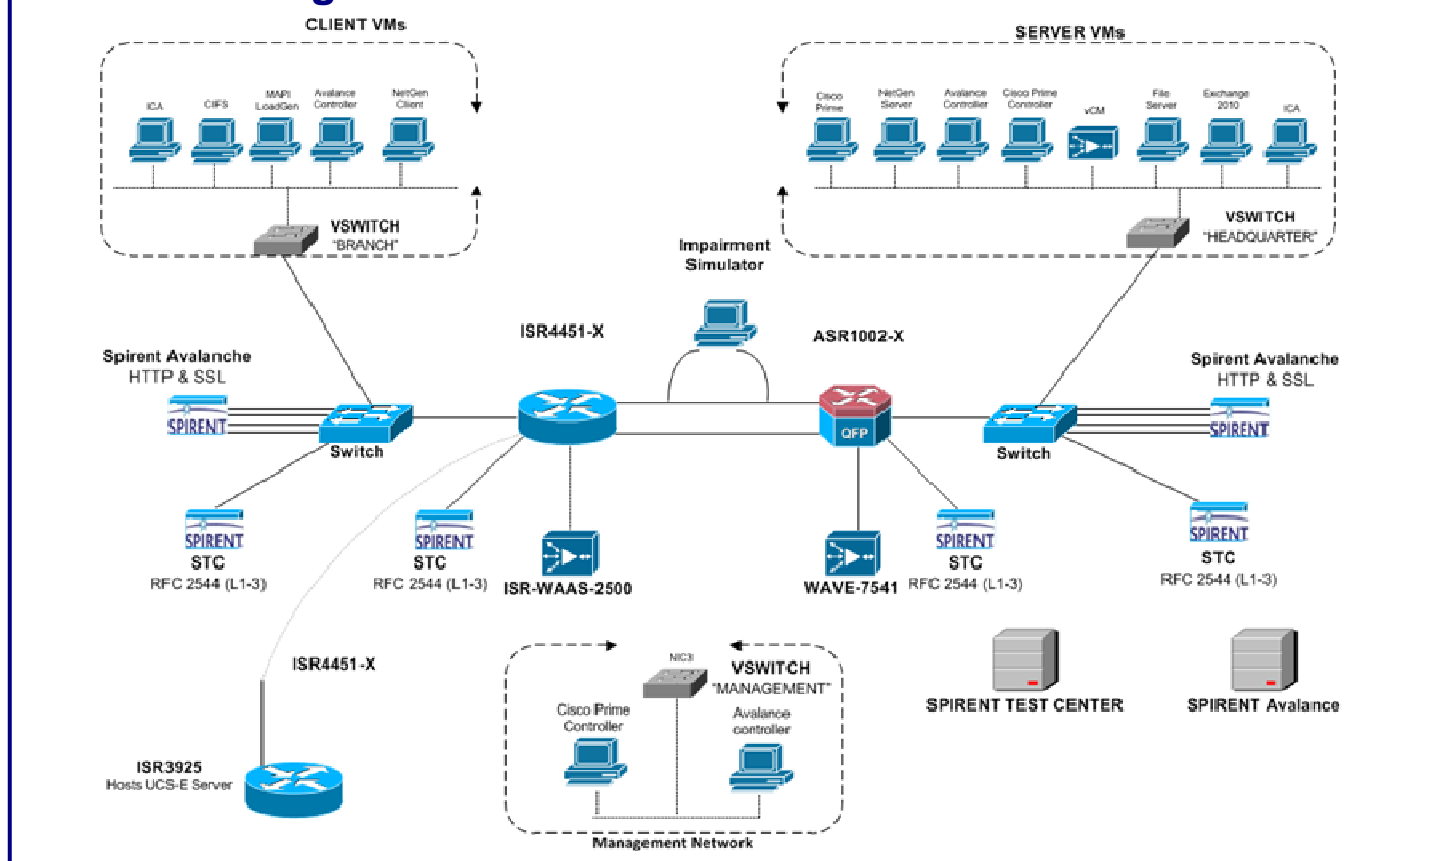 CLIENT VMs
SERVER VMs
ICA
CIFS
MAPI
LoadGen
Avalance
Controller
NetGen
Client
Cisco
Prime
NetGen
Server
Avalance
Controller
Cisco Prime
Controller
vCM
File
Server
Exchange
2010
ICA
VSWITCH
"BRANCH"
VSWITCH
"HEADQUARTER"
Impairment
Simulator
ISR4451-X
ASR1002-X
Spirent Avalanche
HTTP & SSL
Spirent Avalanche
HTTP & SSL
SPIRENT
Switch
QFP
Switch
SPIRENT
SPIRENT
STC
RFC 2544 (L1-3)
SPIRENT
STC
RFC 2544 (L1-3)
ISR-WAAS-2500
WAVE-7541
SPIRENT
STC
RFC 2544 (L1-3)
SPIRENT
STC
RFC 2544 (L1-3)
ISR4451-X
NIC3
VSWITCH
"MANAGEMENT"
Cisco Prime
Controller
Avalance
controller
SPIRENT TEST CENTER
SPIRENT Avalance
ISR3925
Hosts UCS-E Server
Management Network